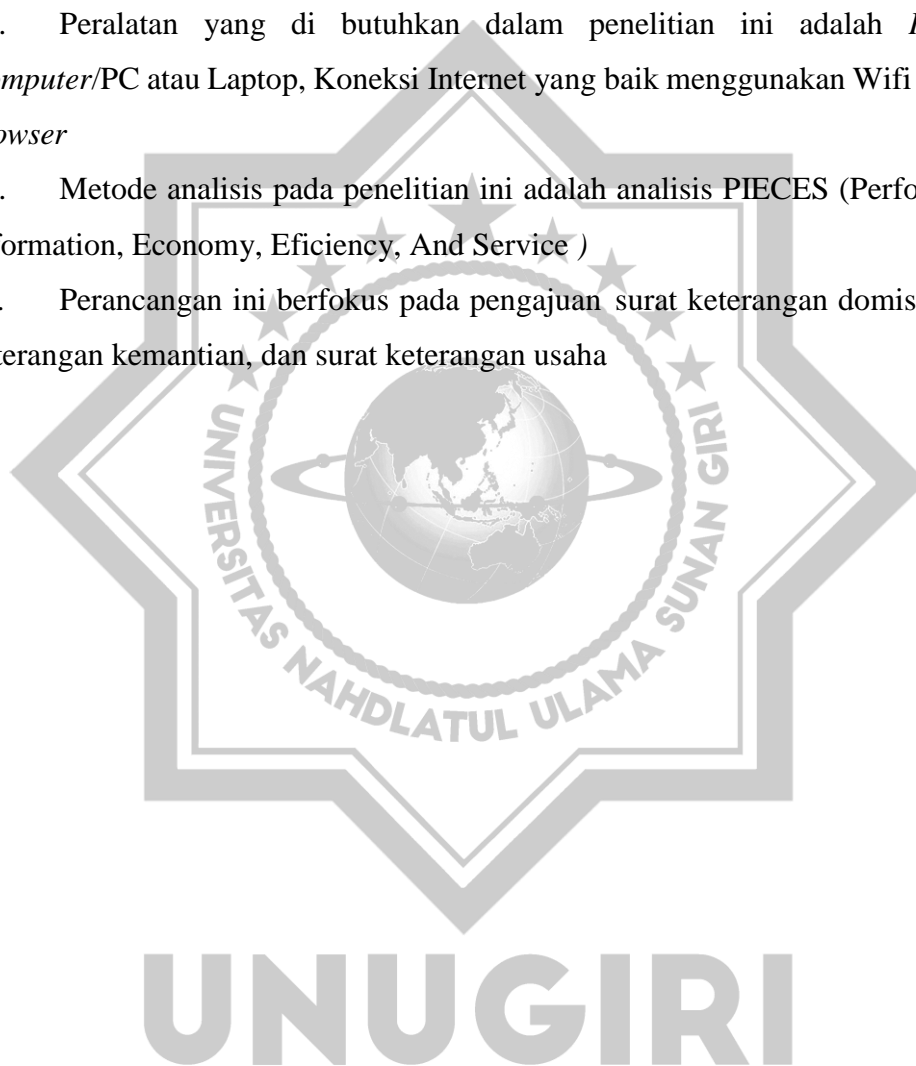 . Peralatan yang di butuhkan dalam penelitian ini adalah
omputer/PC atau Laptop, Koneksi Internet yang baik menggunakan Wifi
owser
. Metode analisis pada penelitian ini adalah analisis PIECES (Perfo
formation, Economy, Eficiency, And Service )
. Perancangan ini berfokus pada pengajuan surat keterangan domis
terangan kemantian, dan surat keterangan usaha
UNIVERSITAS NAHDLATUL ULAMA SUNAN GIRI
UNUGIRI